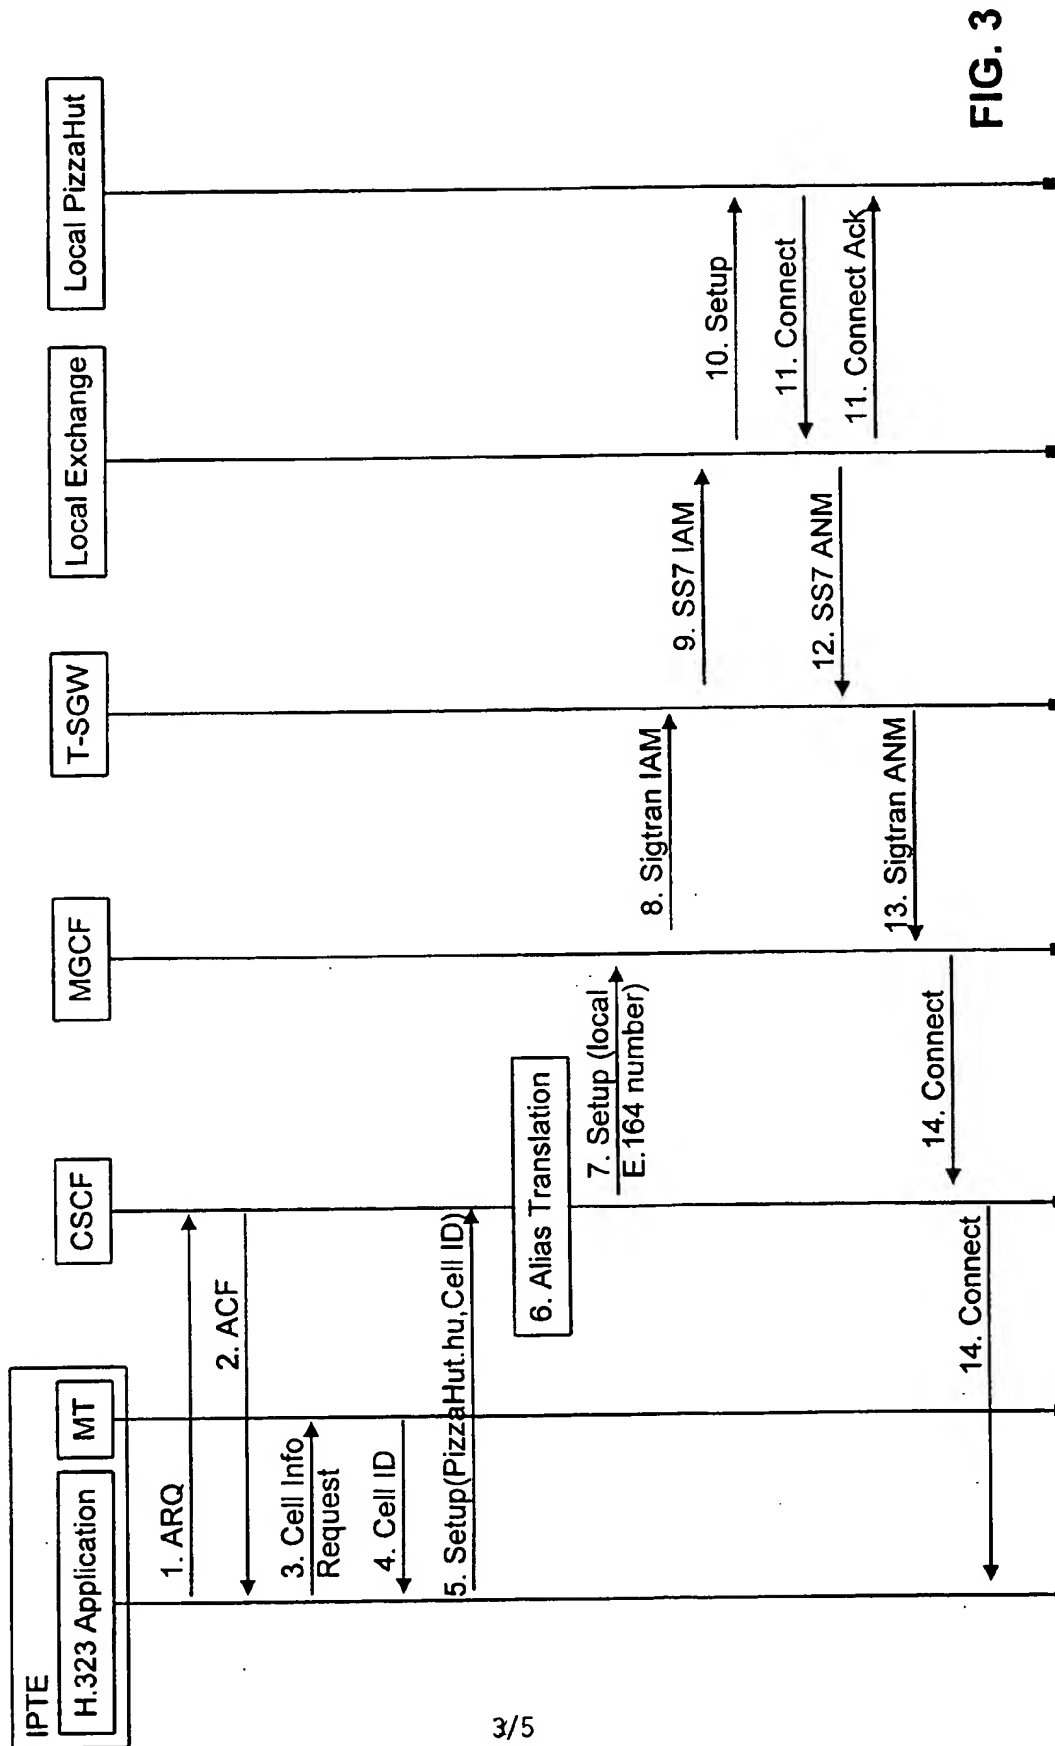 IPTE
H.323 Application
MT
CSCF
MGCF
T-SGW
Local Exchange
Local PizzaHut
1. ARQ
2. ACF
3. Cell Info
Request
4. Cell ID
5. Setup(PizzaHut.hu,Cell ID)
6. Alias Translation
7. Setup (local
E.164 number)
8. Sigtran IAM
9. SS7 IAM
10. Setup
11. Connect
12. SS7 ANM
11. Connect Ack
13. Sigtran ANM
14. Connect
14. Connect
FIG. 3
3/5